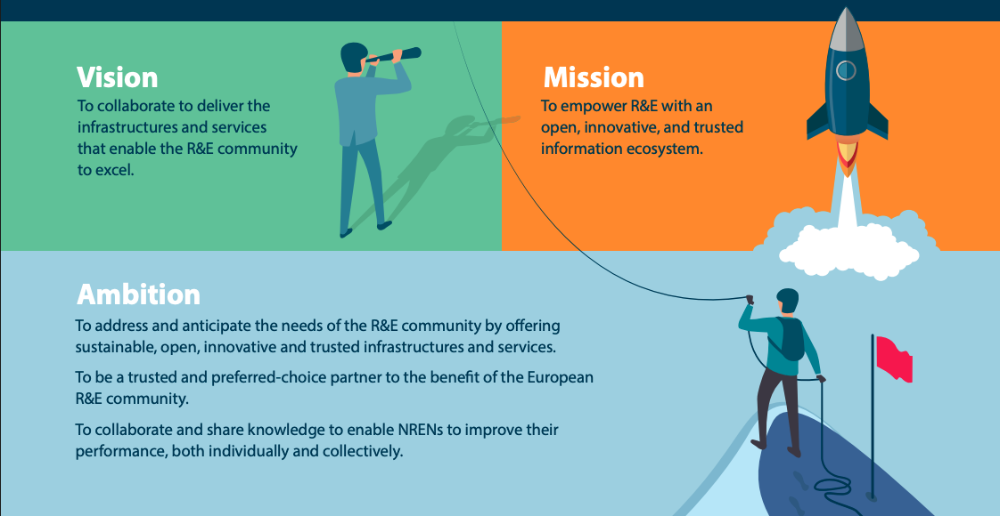 Vision
To collaborate to deliver the
infrastructures and services
that enable the R&E community
to excel.
Mission
To empower R&E with an
open, innovative, and trusted
information ecosystem.
Ambition
To address and anticipate the needs of the R&E community by offering
sustainable, open, innovative and trusted infrastructures and services.
To be a trusted and preferred-choice partner to the benefit of the European
R&E community.
To collaborate and share knowledge to enable NRENs to improve their
performance, both individually and collectively.